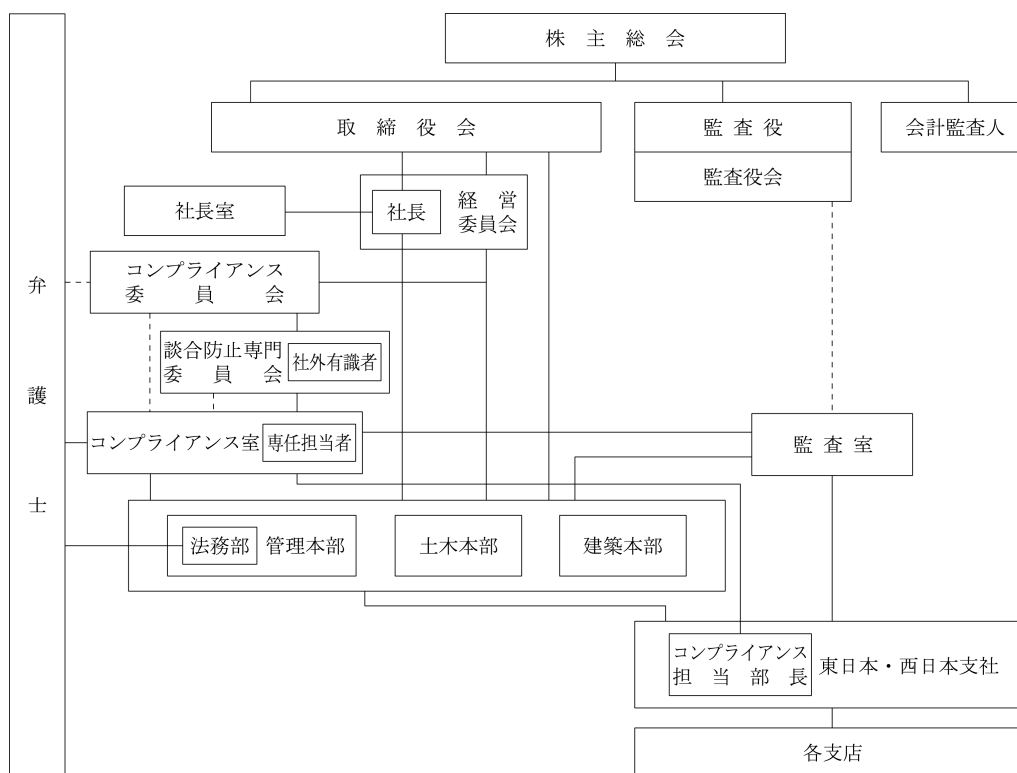 株主総会
取締役会
監査役
監査役会
会計監査人
社長室
社長
経営
委員会
コンプライアンス
委員会
談合防止専門
委員会
社外有識者
コンプライアンス室
専任担当者
監査室
弁護士
法務部
管理本部
土木本部
建築本部
コンプライアンス
担当部長
東日本・西日本支社
各支店